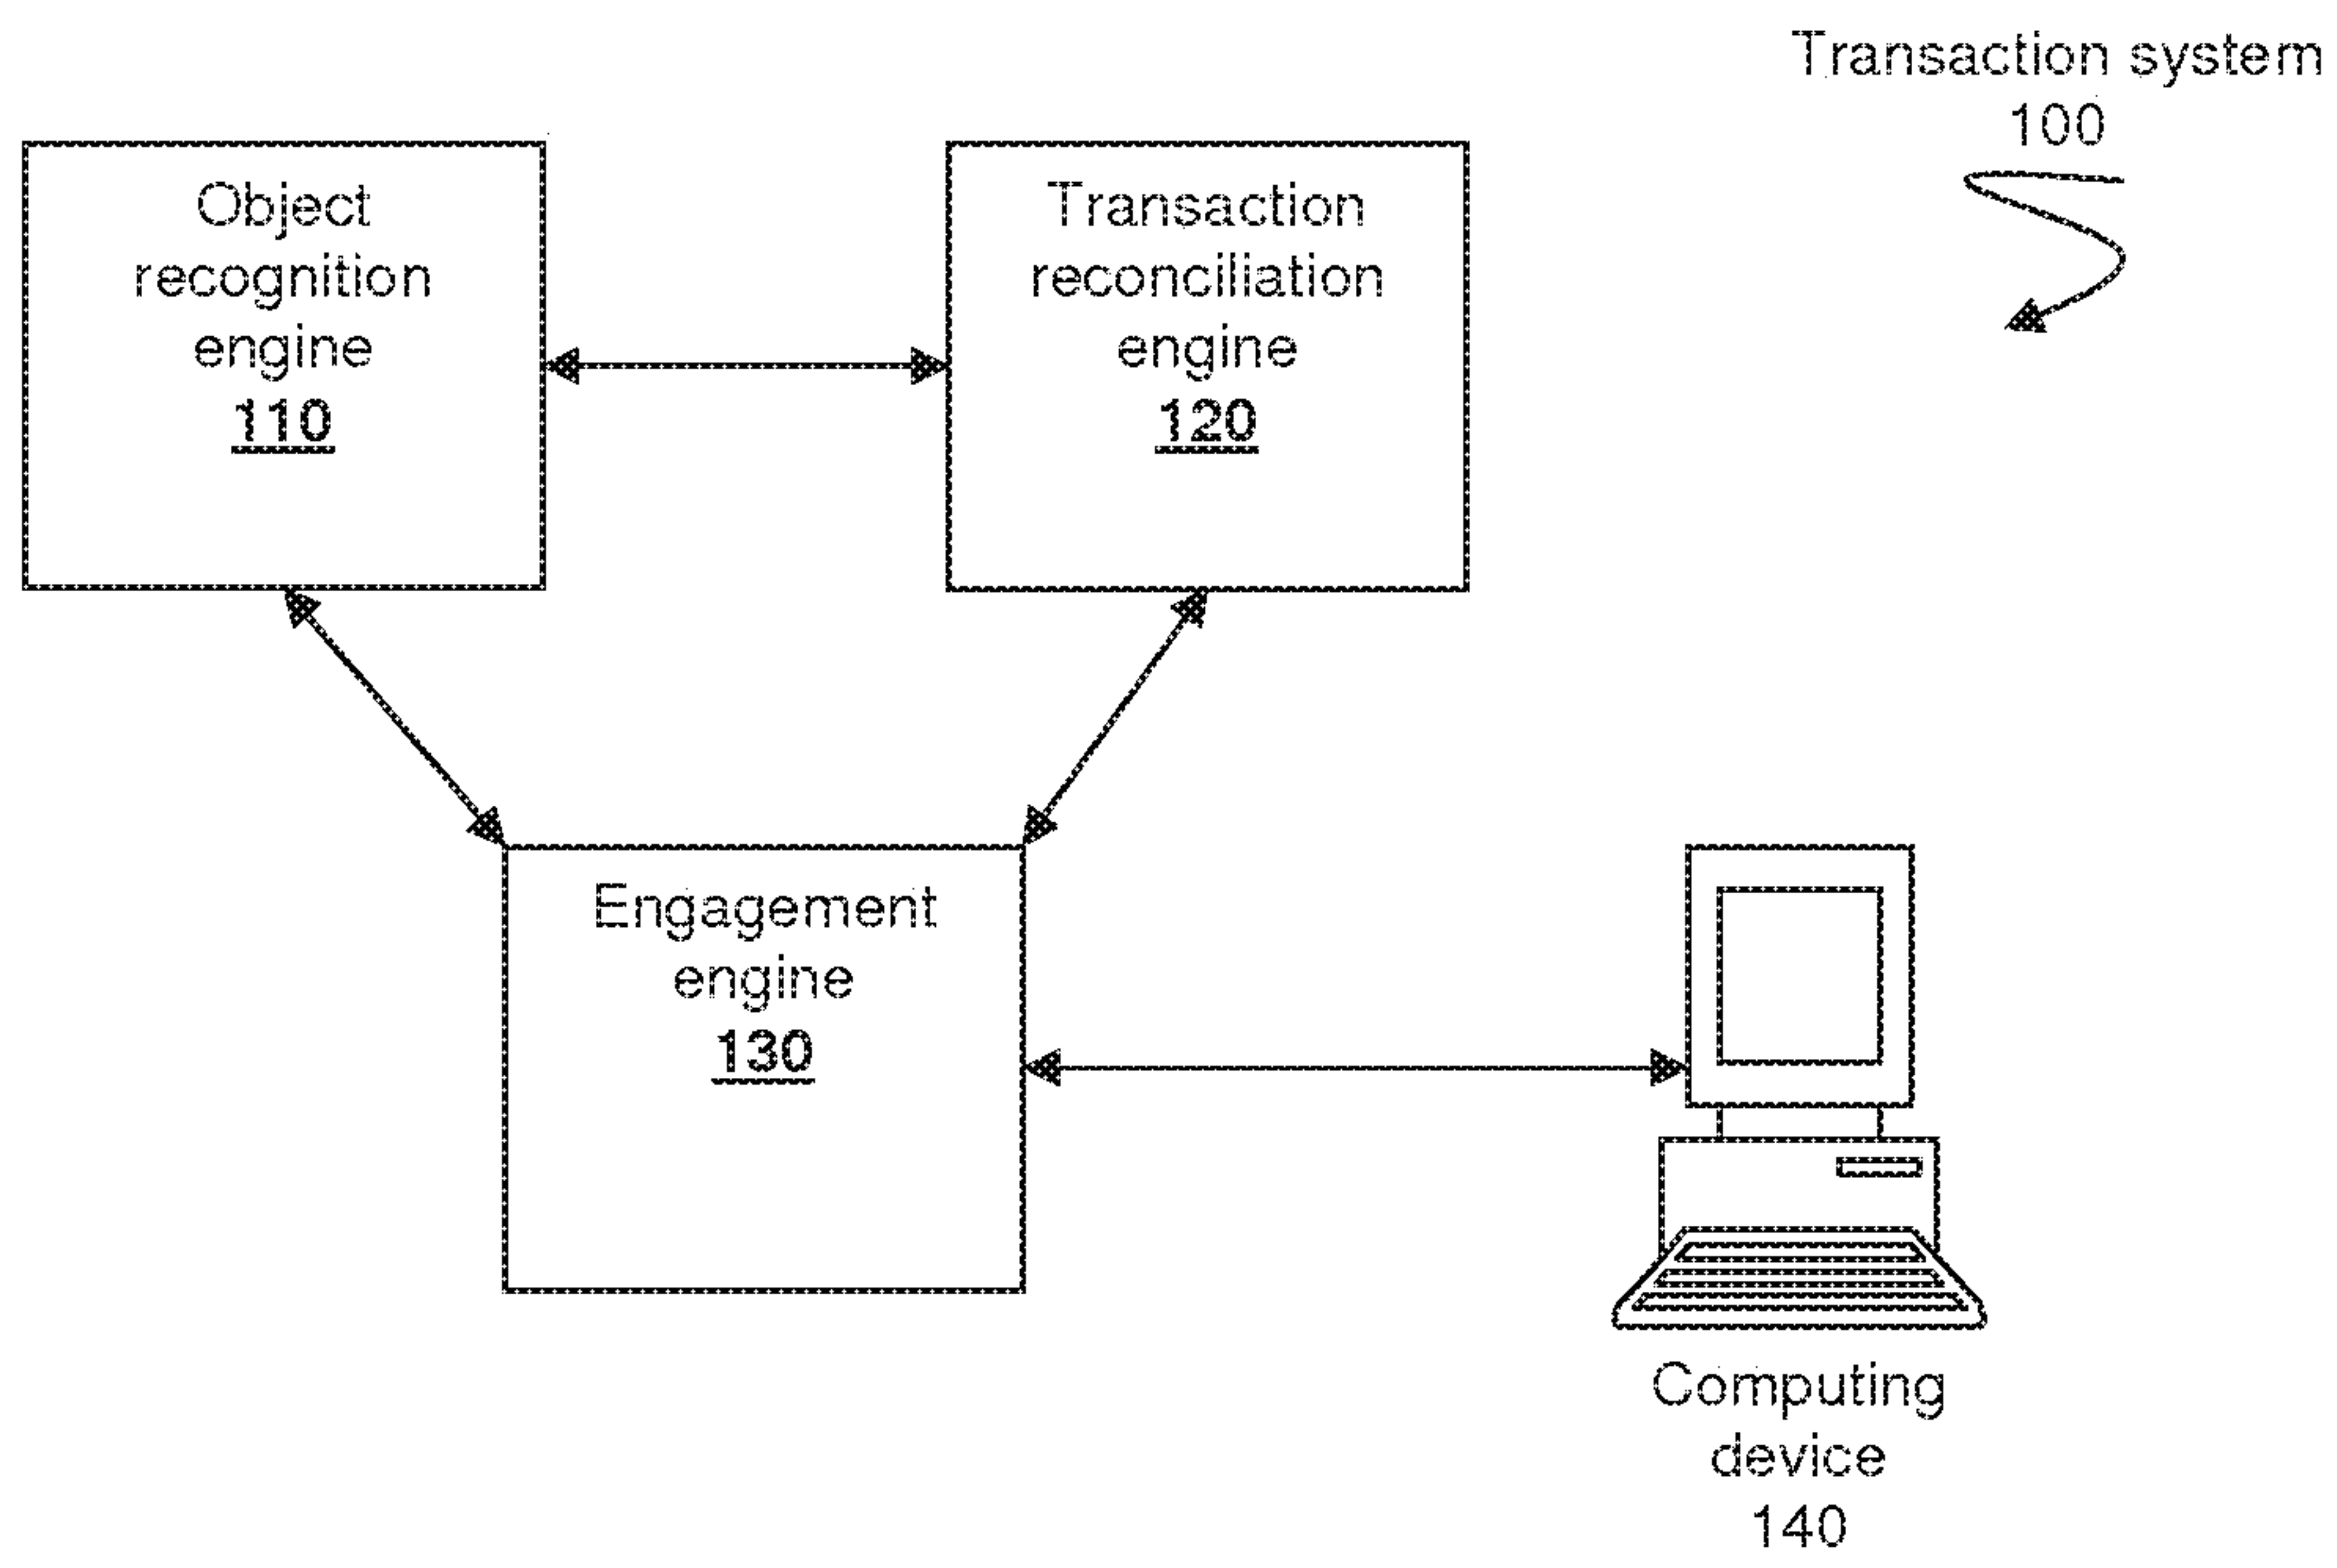 Transaction system
100
Object
recognition
engine
110
Transaction
reconciliation
engine
120
Engagement
engine
130
Computing
device
140